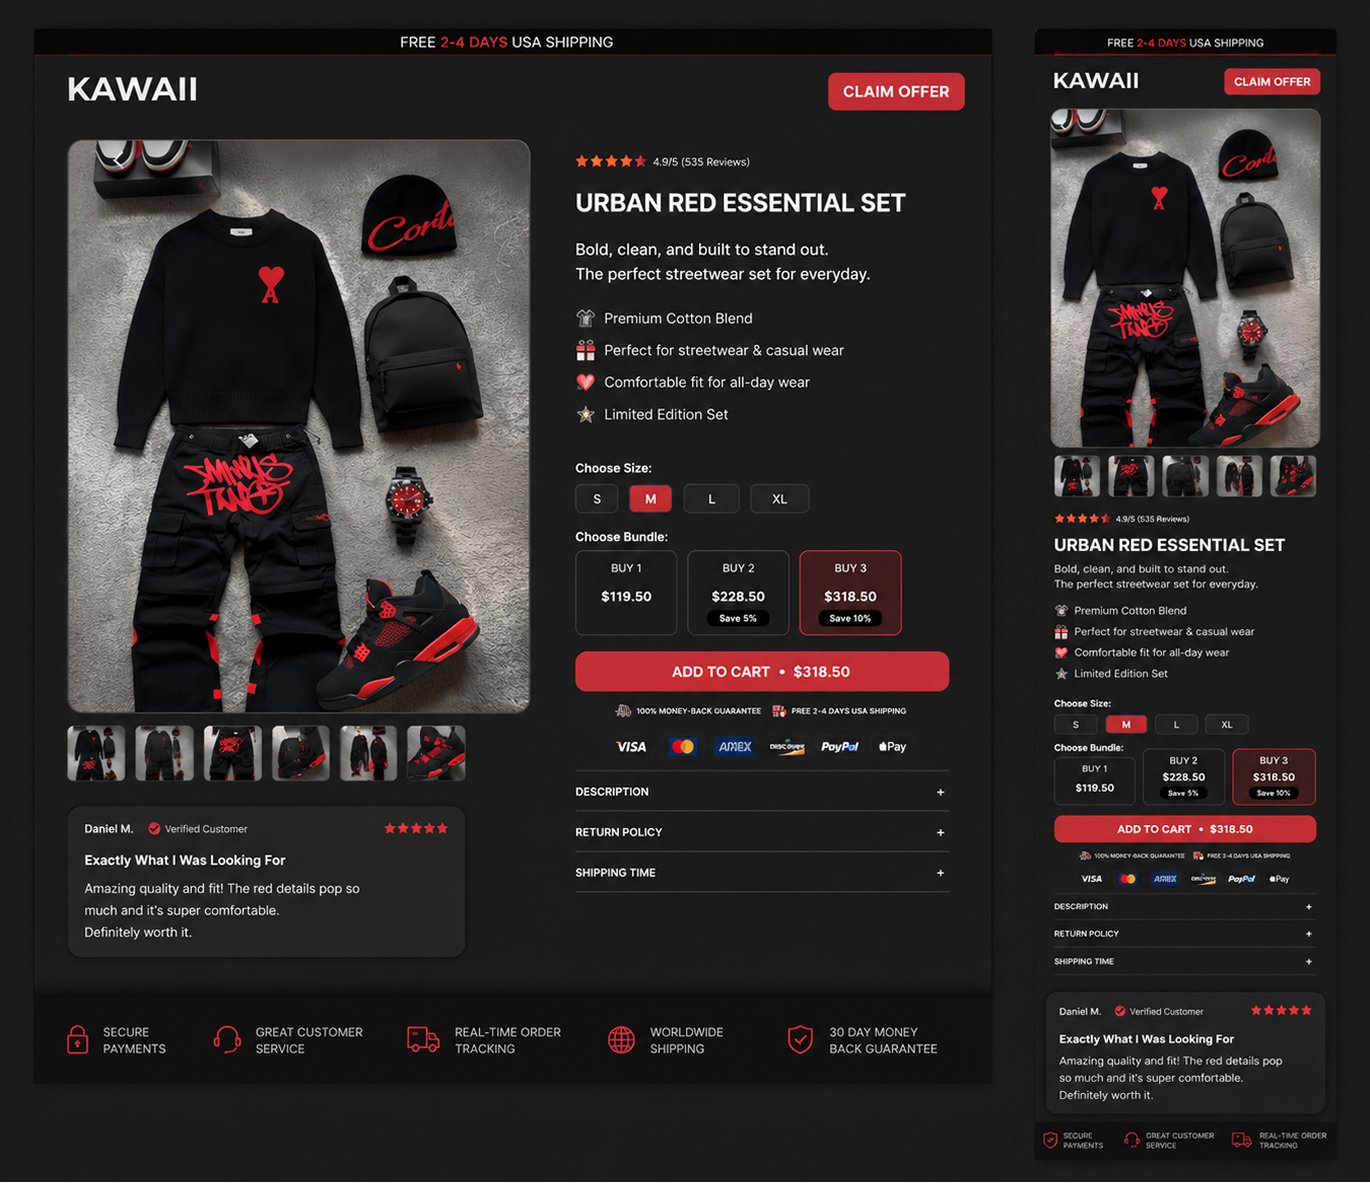 FREE 2-4 DAYS USA SHIPPING
KAWAII
CLAIM OFFER
4.9/5 (535 Reviews)
URBAN RED ESSENTIAL SET
Bold, clean, and built to stand out.
The perfect streetwear set for everyday.
Premium Cotton Blend
Perfect for streetwear & casual wear
Comfortable fit for all-day wear
Limited Edition Set
Choose Size:
S M L XL
Choose Bundle:
BUY 1 BUY 2 BUY 3
$119.50 $228.50 $318.50
Save 5% Save 10%
ADD TO CART • $318.50
100% MONEY-BACK GUARANTEE FREE 2-4 DAYS USA SHIPPING
VISA AMEX PayPal Pay
DESCRIPTION +
RETURN POLICY +
SHIPPING TIME +
Daniel M. Verified Customer
Exactly What I Was Looking For
Amazing quality and fit! The red details pop so
much and it's super comfortable.
Definitely worth it.
SECURE
PAYMENTS
GREAT CUSTOMER
SERVICE
REAL-TIME ORDER
TRACKING
WORLDWIDE
SHIPPING
30 DAY MONEY
BACK GUARANTEE
FREE 2-4 DAYS USA SHIPPING
KAWAII
CLAIM OFFER
4.9/5 (535 Reviews)
URBAN RED ESSENTIAL SET
Bold, clean, and built to stand out.
The perfect streetwear set for everyday.
Premium Cotton Blend
Perfect for streetwear & casual wear
Comfortable fit for all-day wear
Limited Edition Set
Choose Size:
S M L XL
Choose Bundle:
BUY 1 BUY 2 BUY 3
$119.50 $228.50 $318.50
Save 5% Save 10%
ADD TO CART • $318.50
100% MONEY-BACK GUARANTEE FREE 2-4 DAYS USA SHIPPING
VISA AMEX PayPal Pay
DESCRIPTION +
RETURN POLICY +
SHIPPING TIME +
Daniel M. Verified Customer
Exactly What I Was Looking For
Amazing quality and fit! The red details pop
so much and it's super comfortable.
Definitely worth it.
SECURE
PAYMENTS
GREAT CUSTOMER
SERVICE
REAL-TIME ORDER
TRACKING